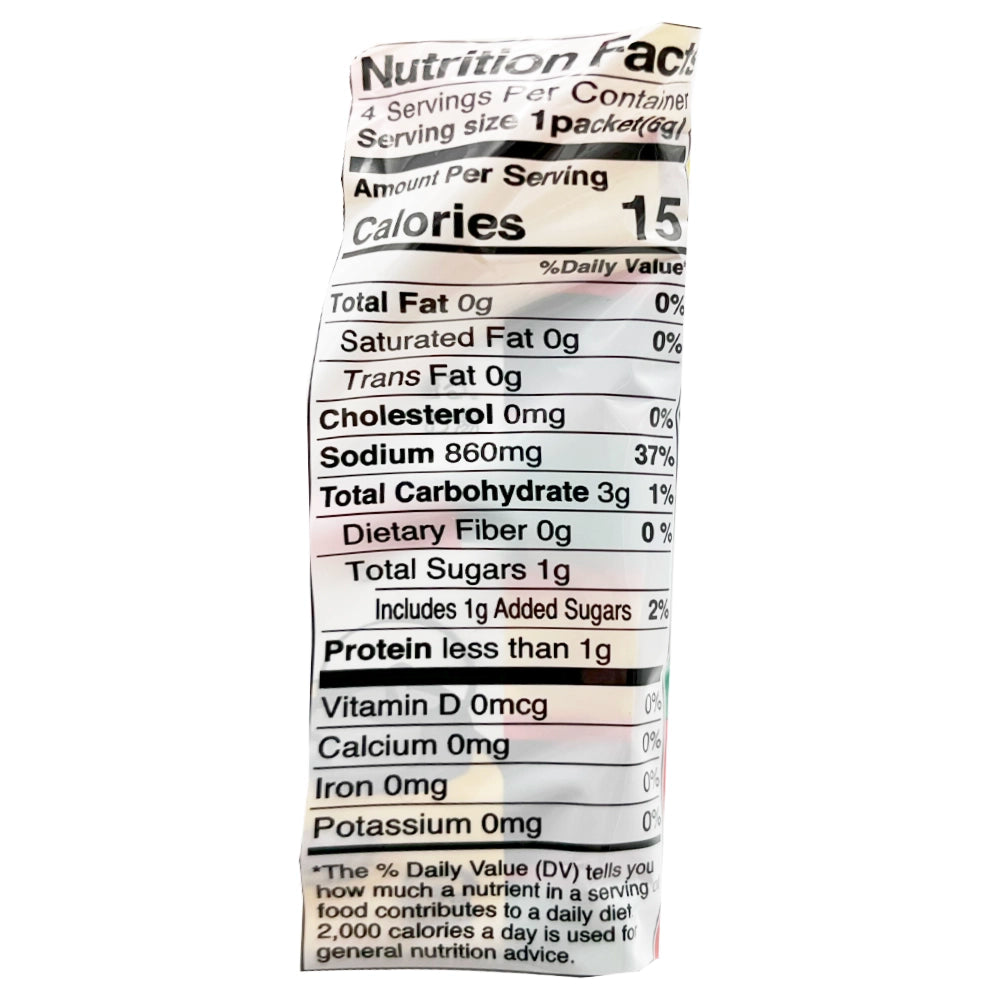 Nutrition Facts
4 Servings Per Container
Serving size 1packet(6g)
Amount Per Serving
Calories 15
%Daily Value*
Total Fat 0g 0%
Saturated Fat 0g 0%
Trans Fat 0g
Cholesterol 0mg 0%
Sodium 860mg 37%
Total Carbohydrate 3g 1%
Dietary Fiber 0g 0 %
Total Sugars 1g
Includes 1g Added Sugars 2%
Protein less than 1g
Vitamin D 0mcg 0%
Calcium 0mg 0%
Iron 0mg 0%
Potassium 0mg 0%
*The % Daily Value (DV) tells you
how much a nutrient in a serving
food contributes to a daily diet
2,000 calories a day is used for
general nutrition advice.